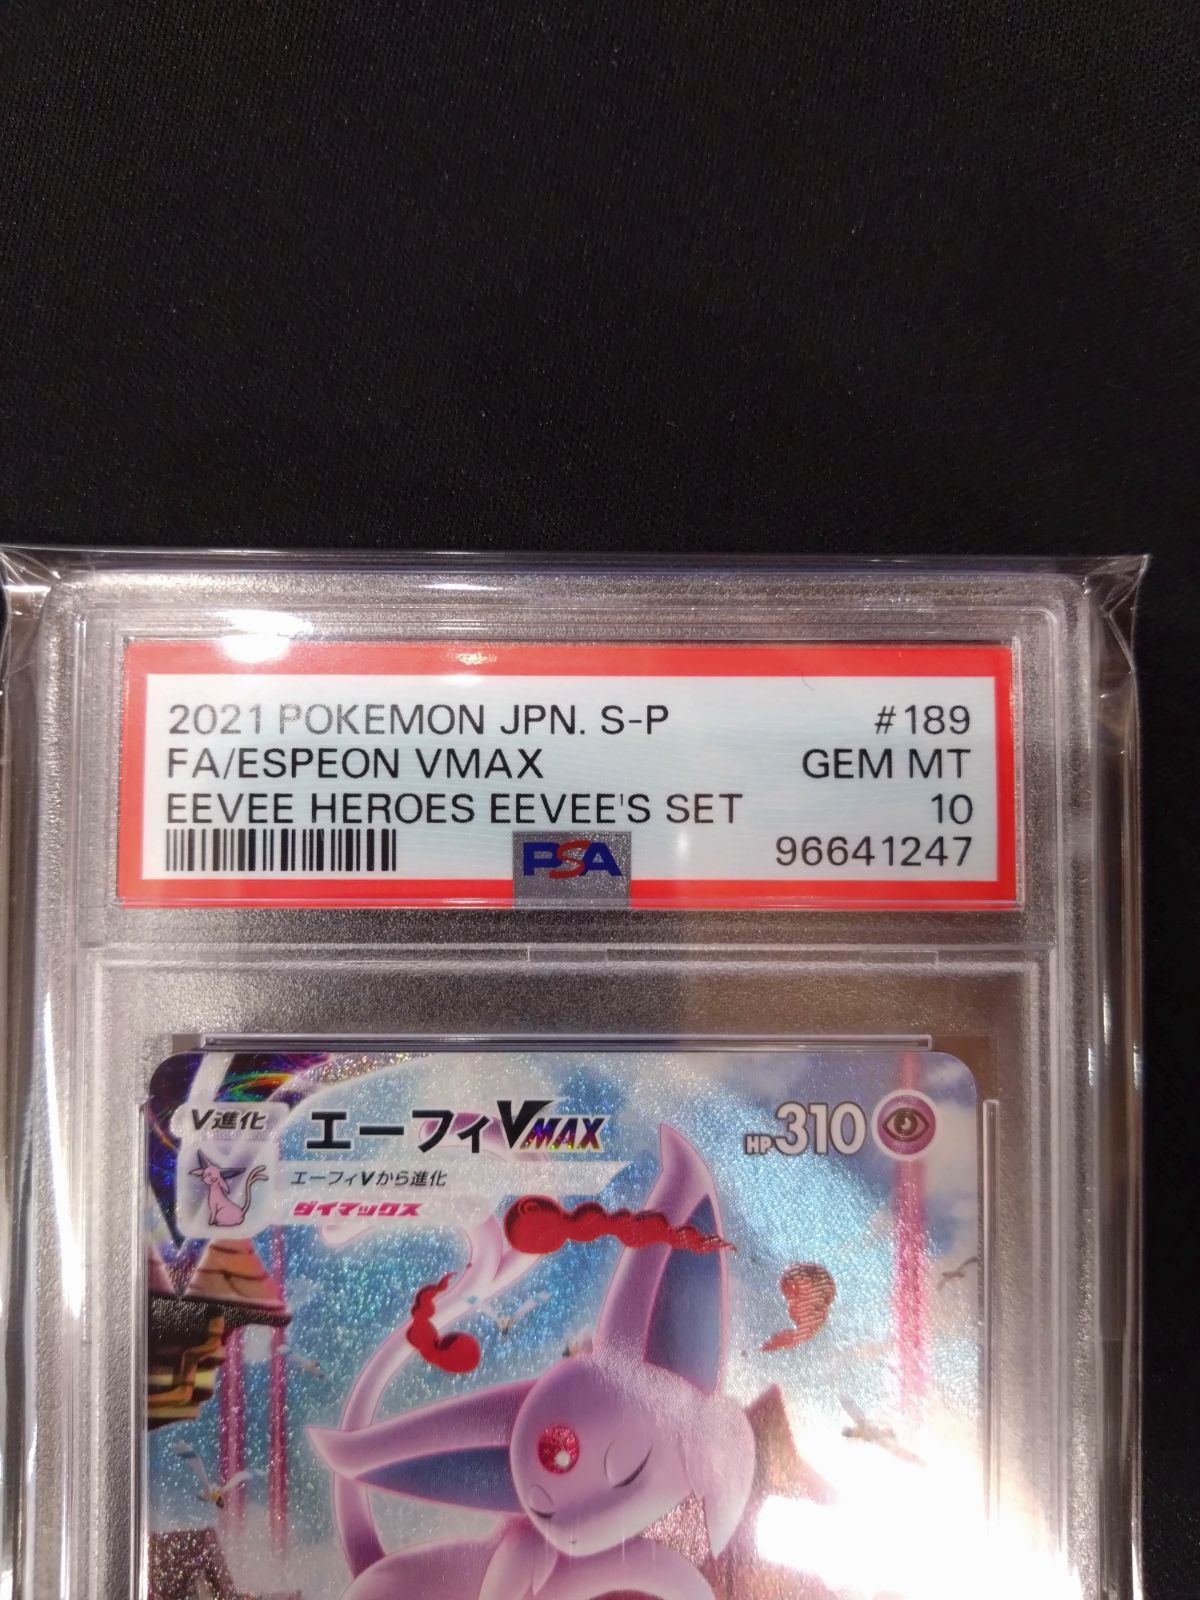 2021 POKEMON JPN. S-P #189
FA/ESPEON VMAX GEM MT
EEVEE HEROES EEVEE'S SET 10
PSA 96641247
V進化 エーフィVMAX HP310
エーフィVから進化
ダイマックス